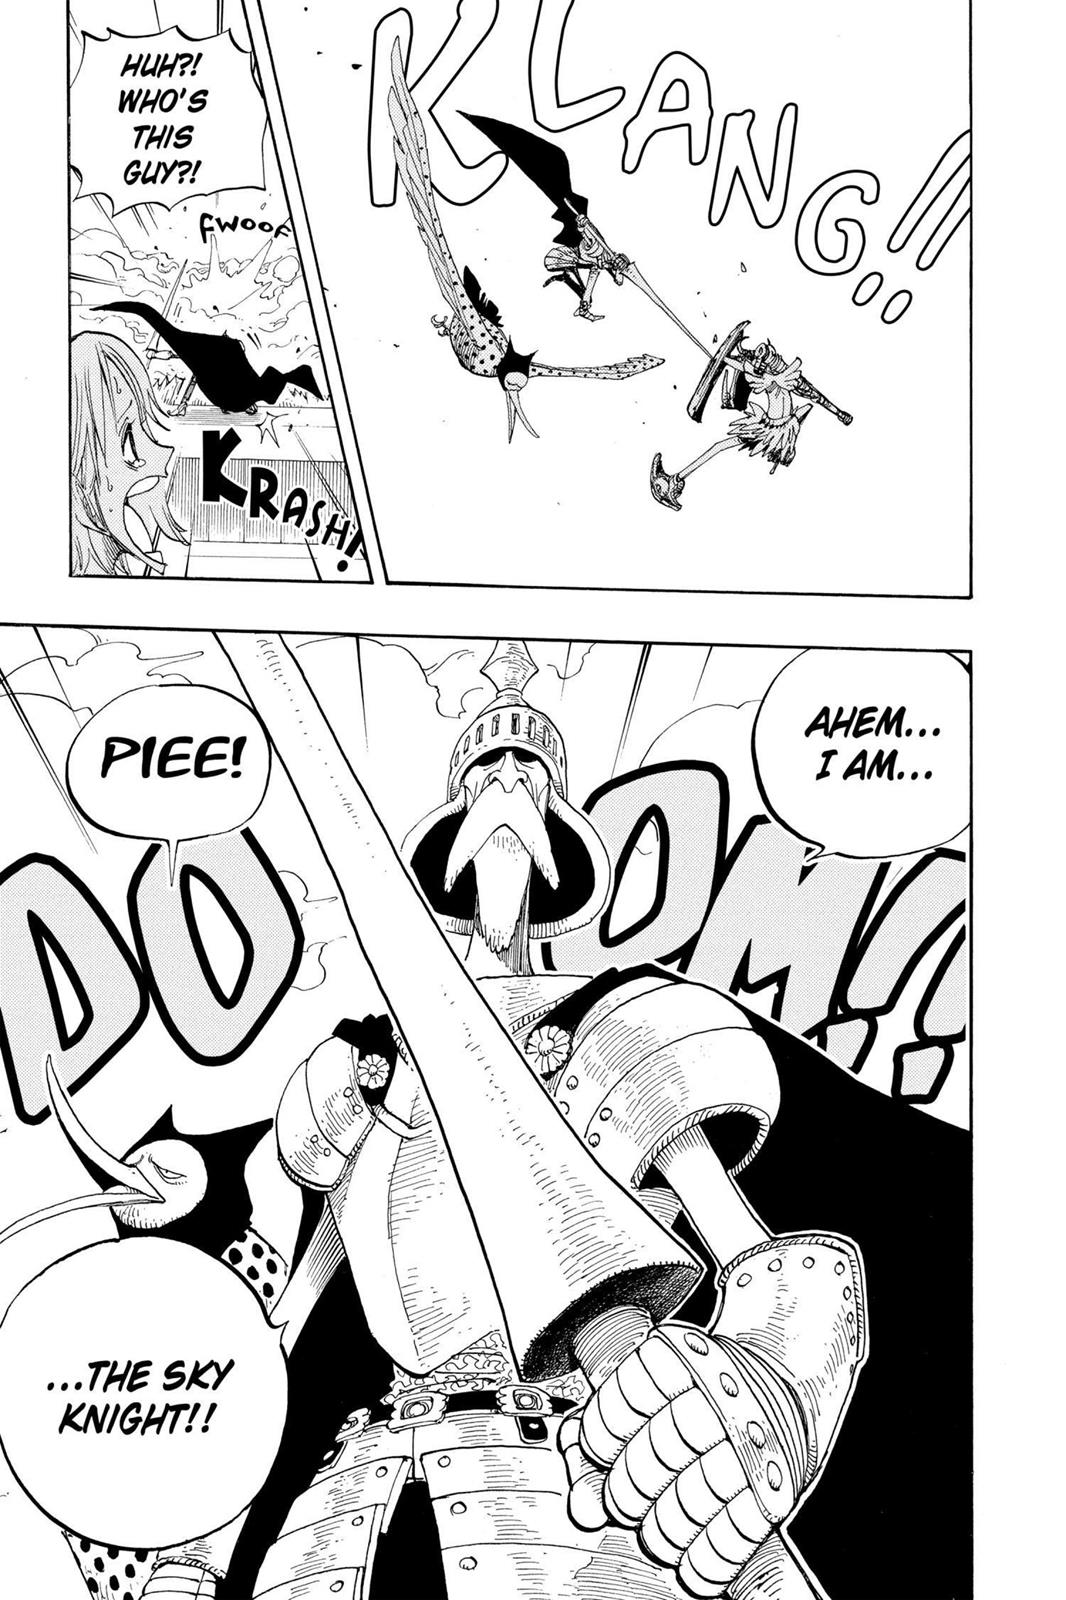 KLANG!!
HUH?!
WHO'S
THIS
GUY?!
FWOOF
KRASH!
AHEM...
I AM...
PIEE!
DOOM!!
...THE SKY
KNIGHT!!